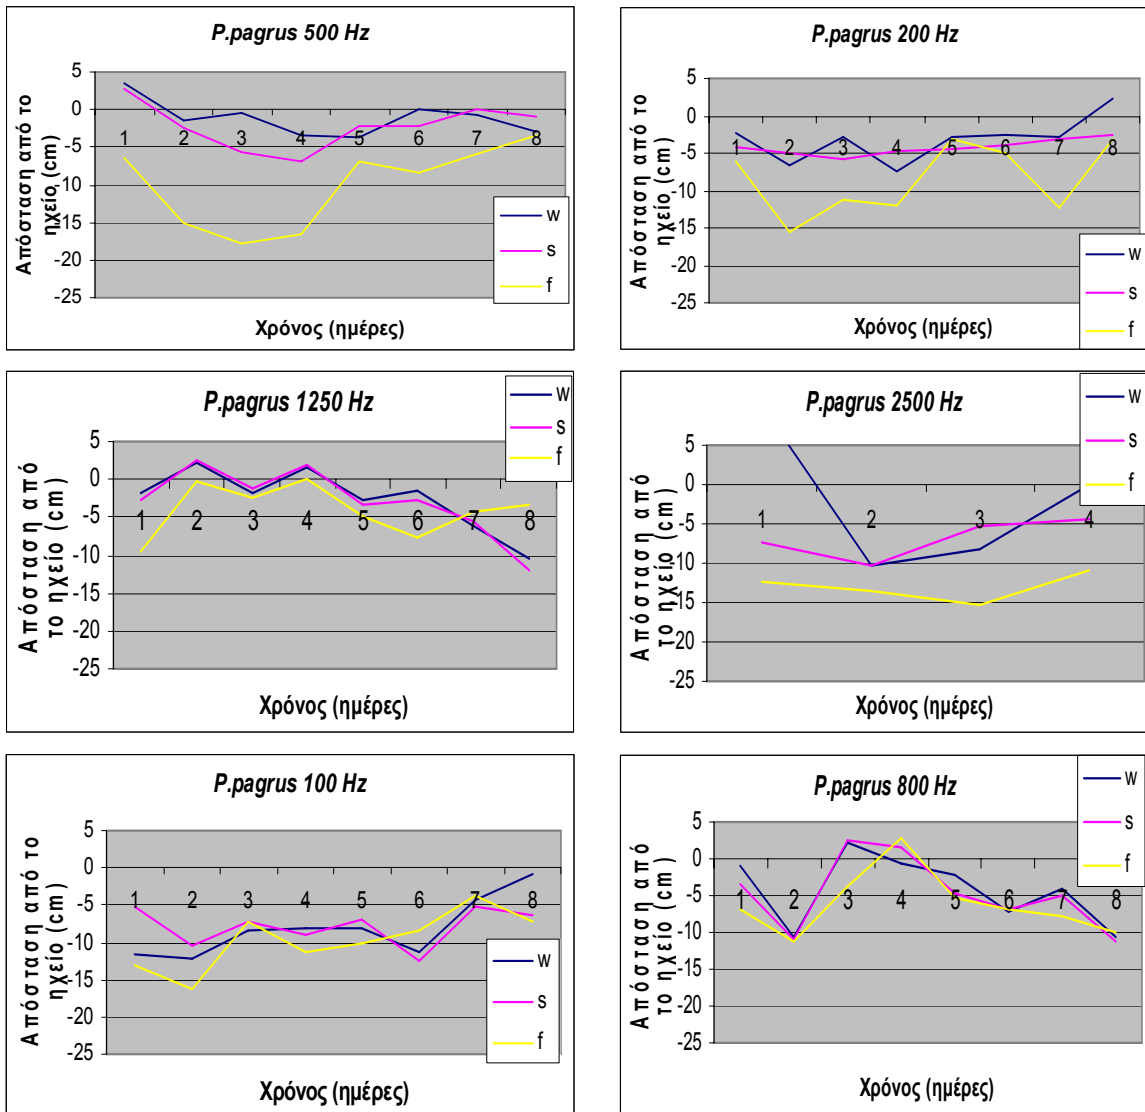 P.pagrus 500 Hz
5
0
-5
-10
-15
-20
-25
1 2 3 4 5 6 7 8
Απόσταση από το
ηχείο (cm)
Χρόνος (ημέρες)
w
s
f
P.pagrus 200 Hz
5
0
-5
-10
-15
-20
-25
1 2 3 4 5 6 7 8
Απόσταση από το
ηχείο (cm)
Χρόνος (ημέρες)
w
s
f
P.pagrus 1250 Hz
5
0
-5
-10
-15
-20
-25
1 2 3 4 5 6 7 8
Απόσταση από
το ηχείο (cm)
Χρόνος (ημέρες)
w
s
f
P.pagrus 2500 Hz
5
0
-5
-10
-15
-20
-25
1 2 3 4
Απόσταση από
το ηχείο (cm)
Χρόνος (ημέρες)
w
s
f
P.pagrus 100 Hz
5
0
-5
-10
-15
-20
-25
1 2 3 4 5 6 7 8
Απόσταση από το
ηχείο (cm)
Χρόνος (ημέρες)
w
s
f
P.pagrus 800 Hz
5
0
-5
-10
-15
-20
-25
1 2 3 4 5 6 7 8
Απόσταση από
το ηχείο (cm)
Χρόνος (ημέρες)
w
s
f